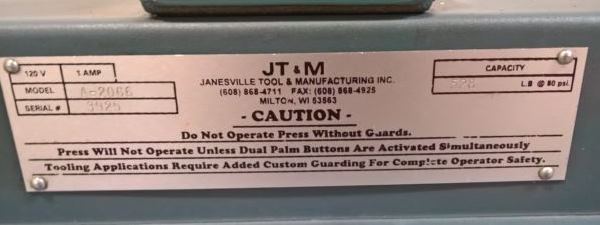 120 V 1 AMP
MODEL A-2066
SERIAL # 3925
JT&M
JANESVILLE TOOL & MANUFACTURING INC.
(608) 868-4711 FAX: (608) 868-4925
MILTON, WI 53563
CAPACITY
LB @ 80 psi.
- CAUTION -
Do Not Operate Press Without Guards.
Press Will Not Operate Unless Dual Palm Buttons Are Activated Simultaneously
Tooling Applications Require Added Custom Guarding For Complete Operator Safety.